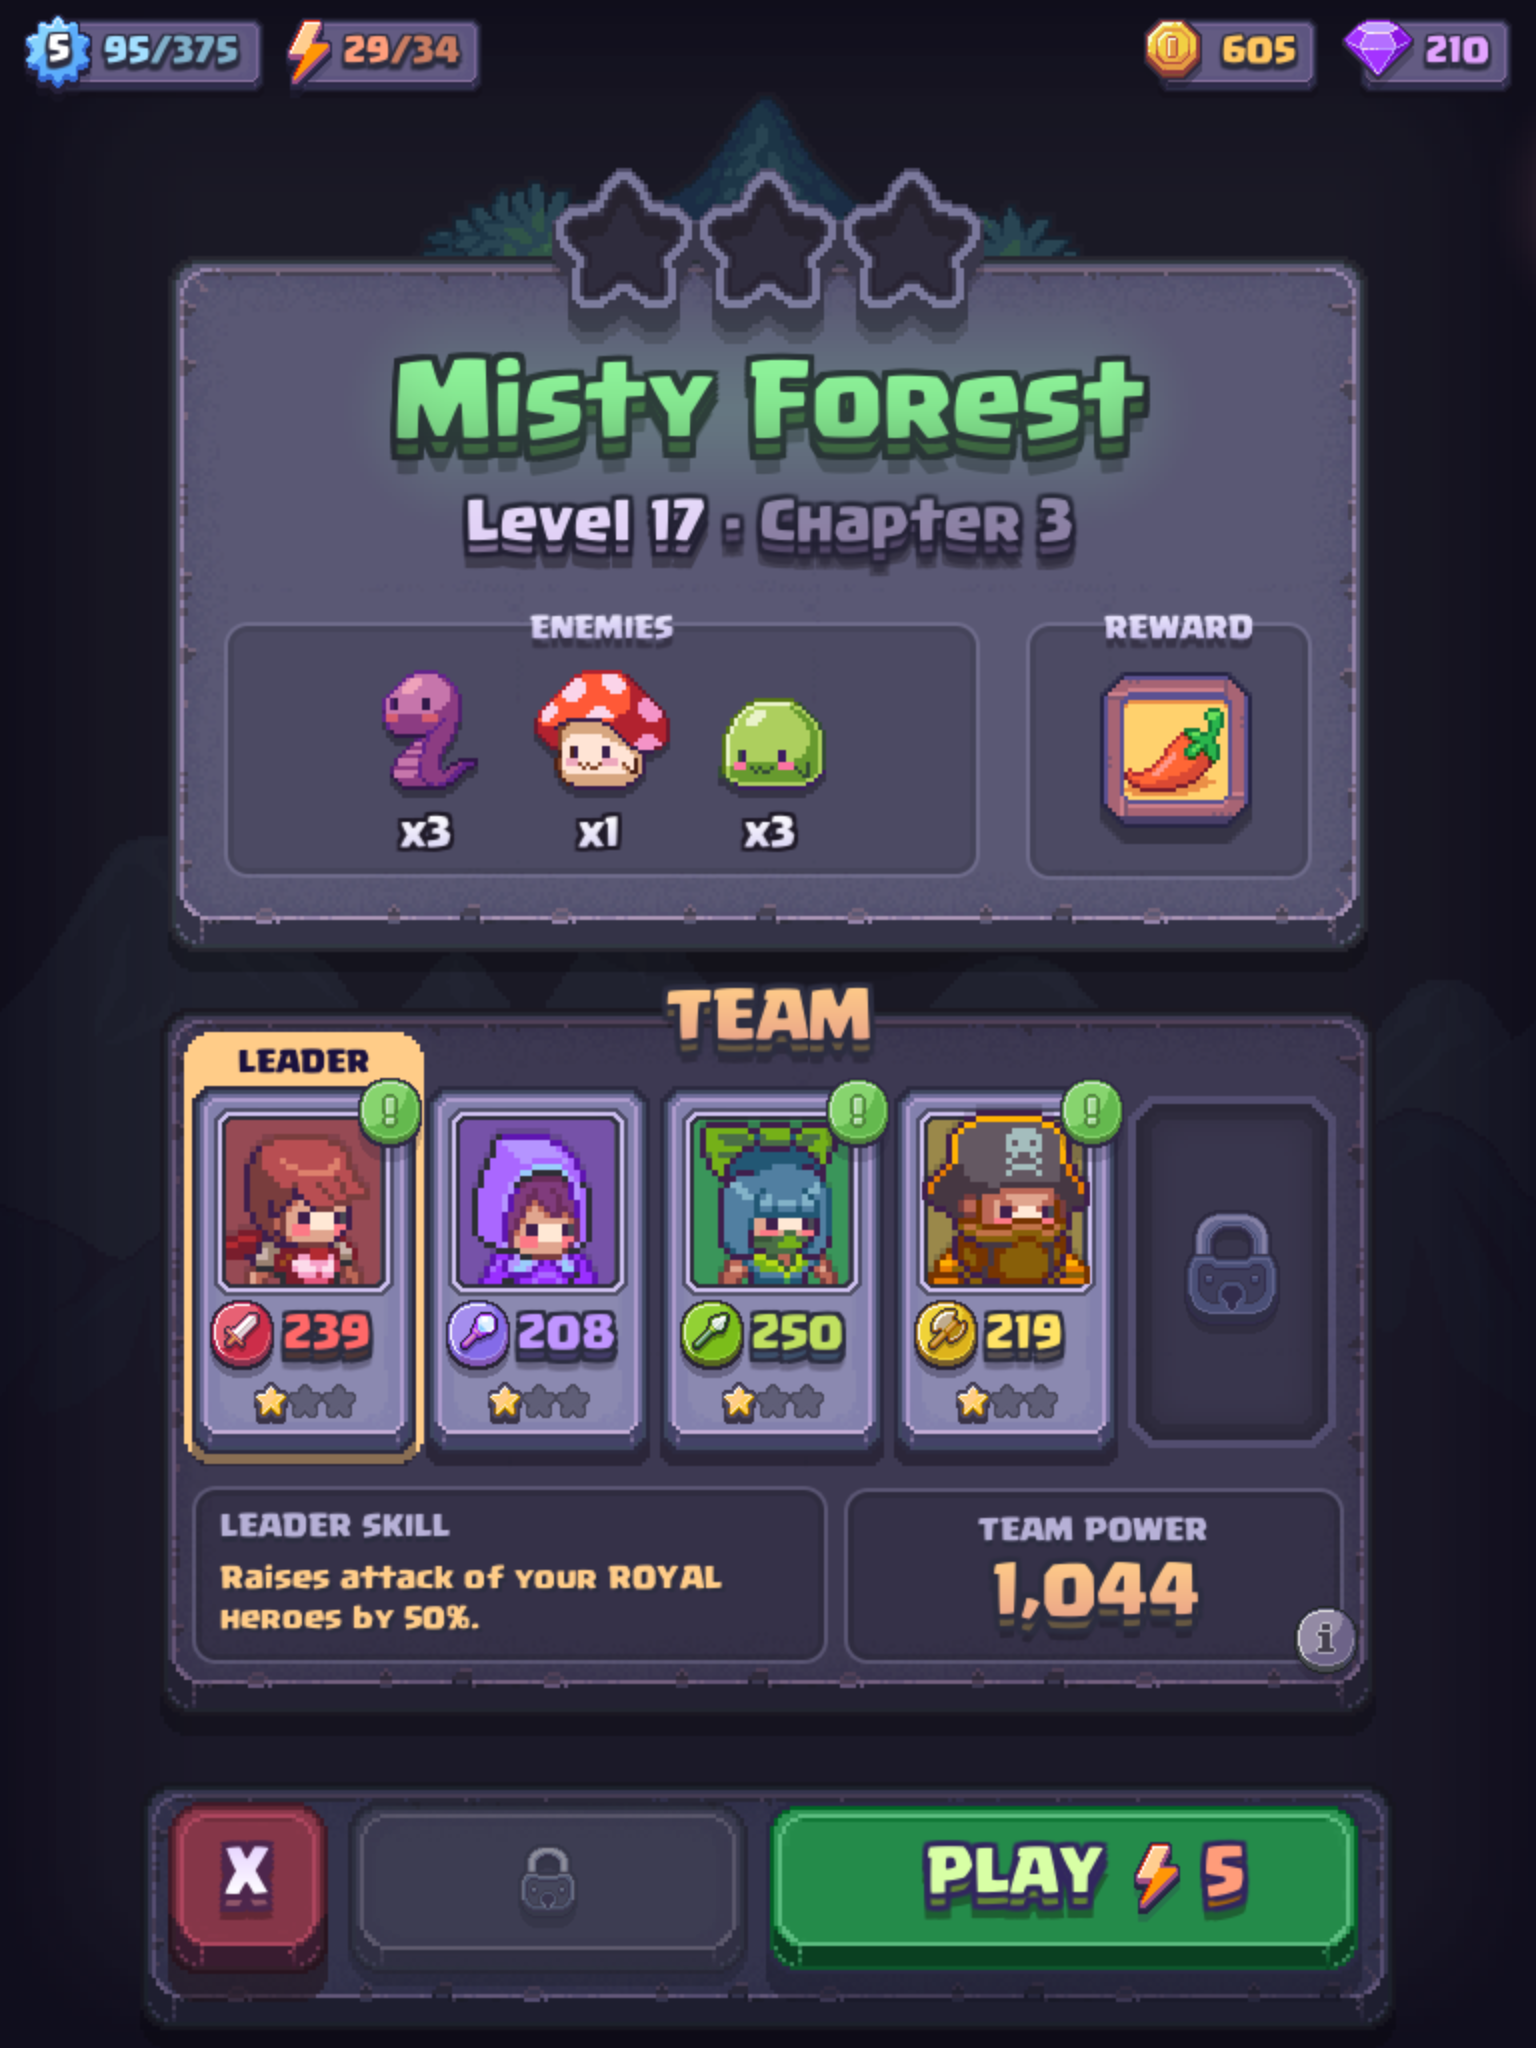 5 95/375 29/34 605 210
Misty Forest
Level 17 : Chapter 3
ENEMIES REWARD
x3 x1 x3
TEAM
LEADER
! ! !
239 208 250 219
LEADER SKILL
Raises attack of your ROYAL
heroes by 50%.
TEAM POWER
1,044
i
X PLAY 5